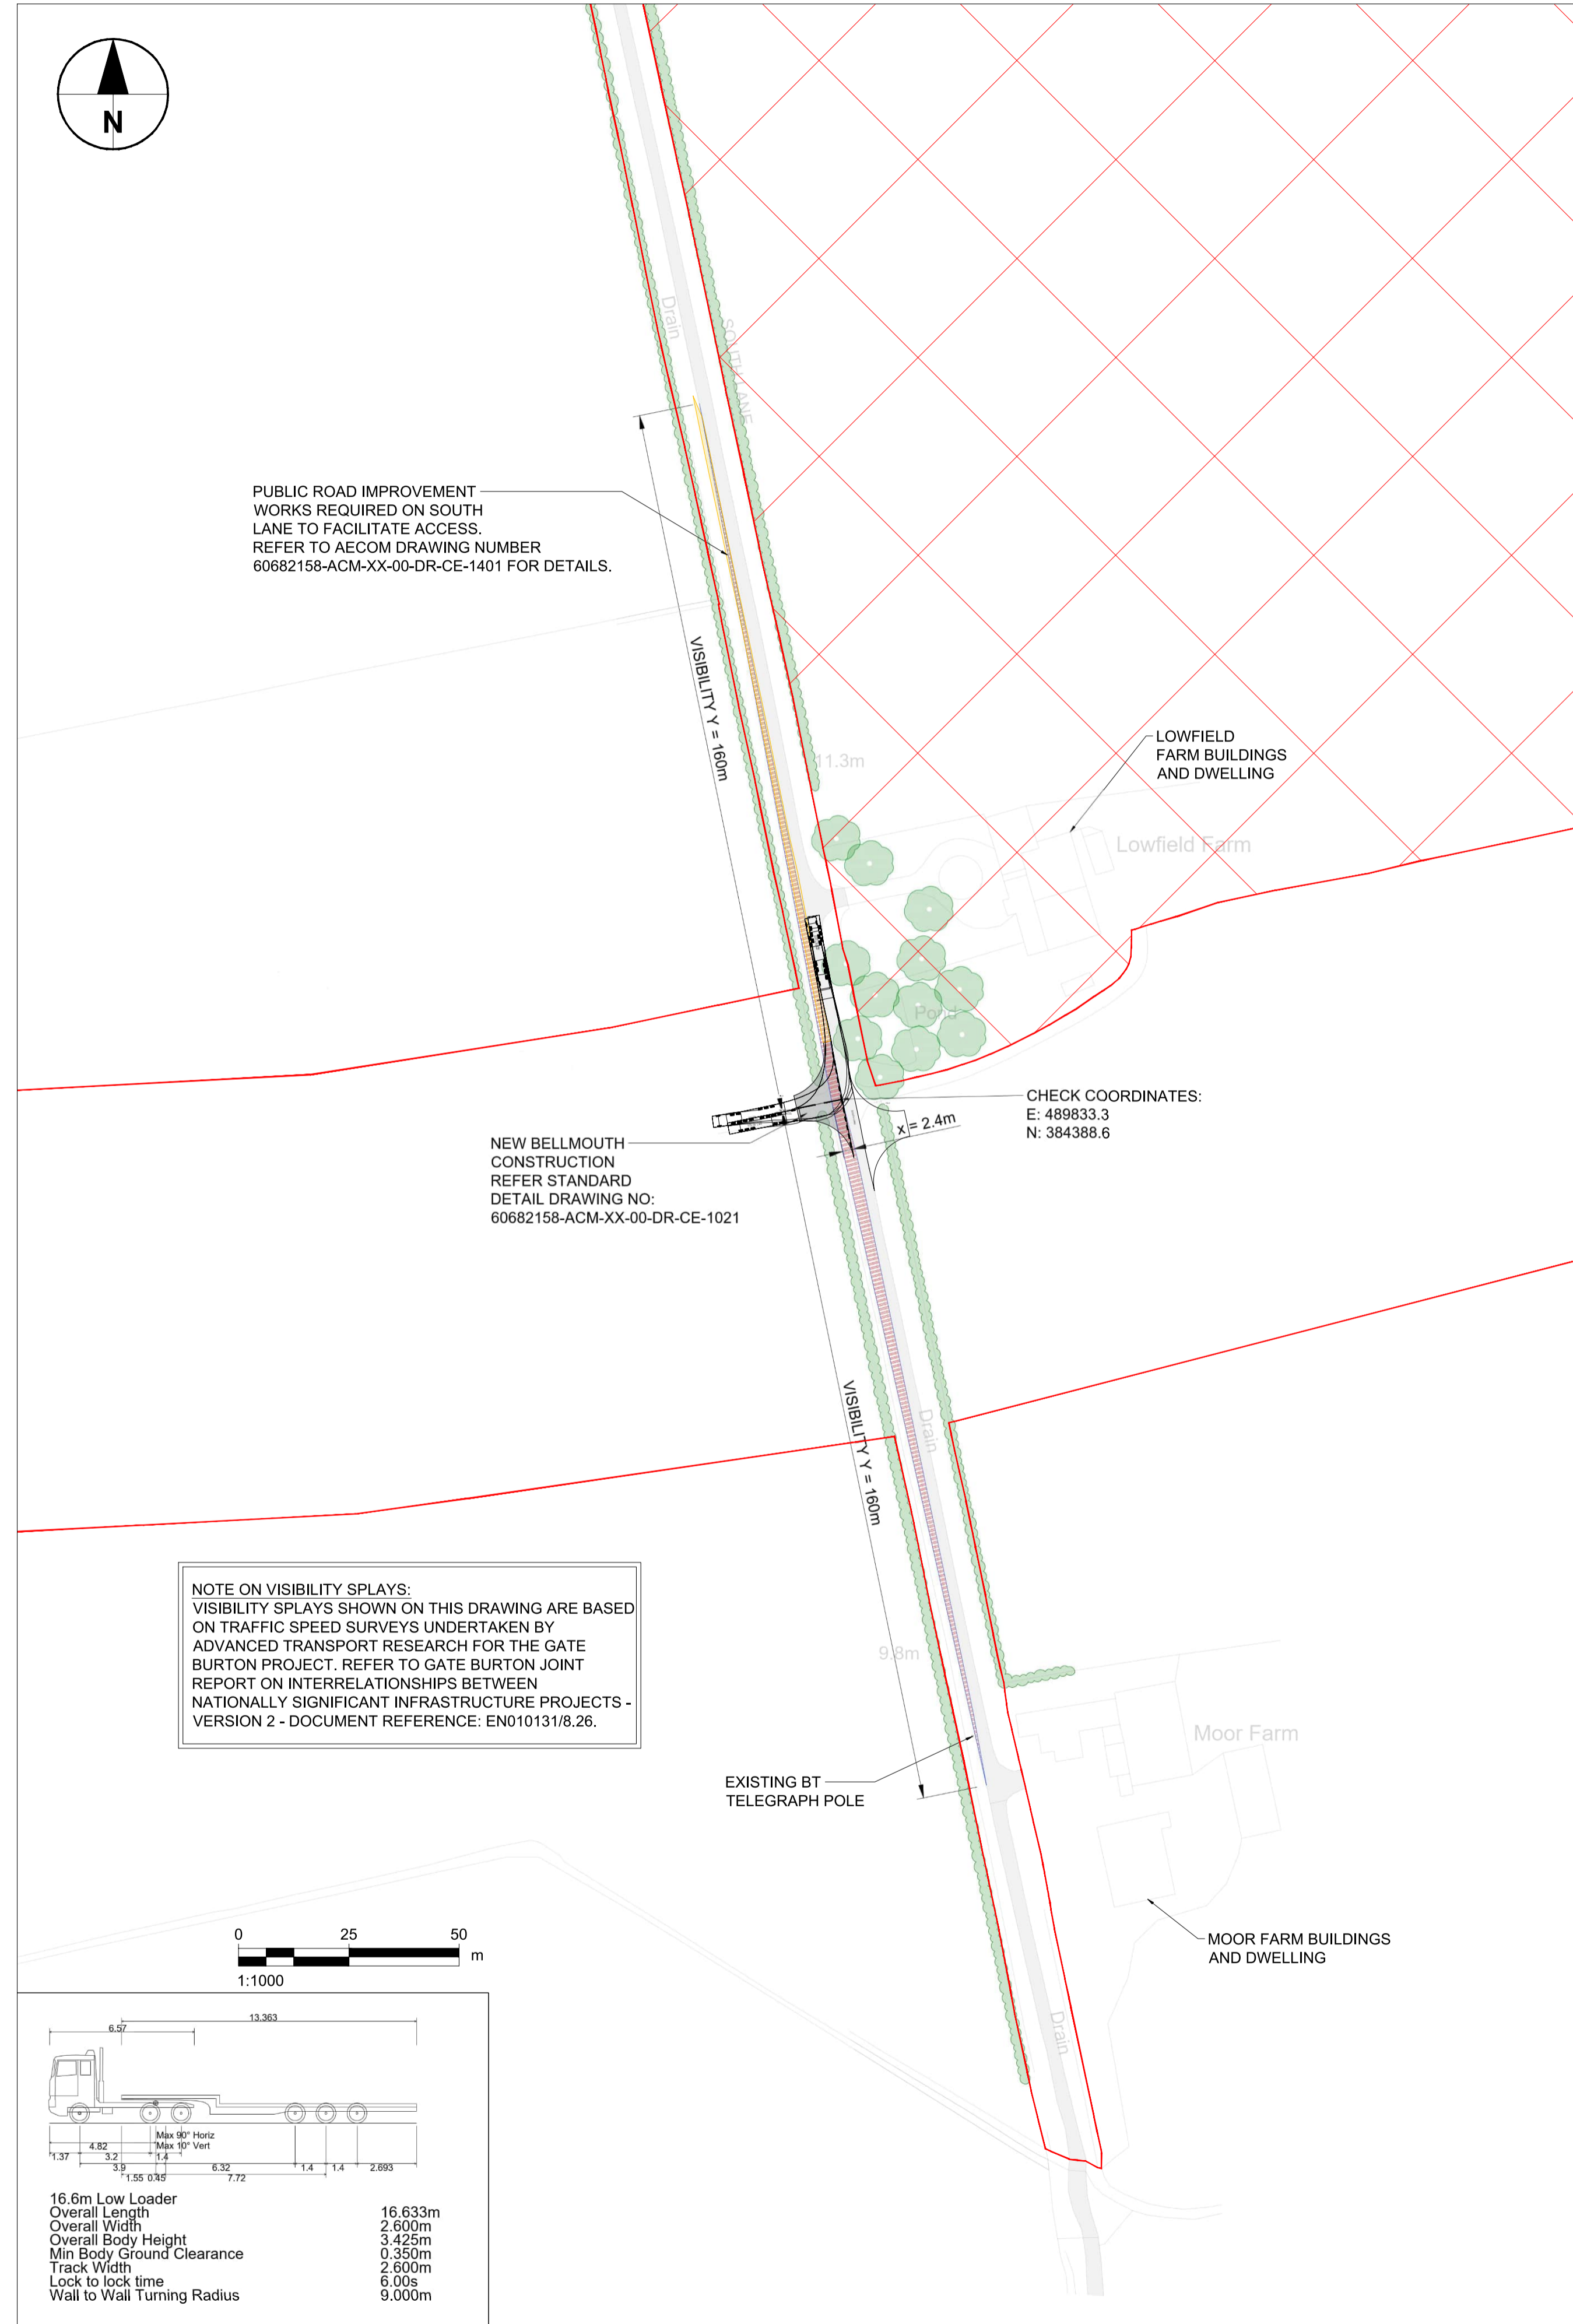 N
Drain
SOUTH LANE
PUBLIC ROAD IMPROVEMENT
WORKS REQUIRED ON SOUTH
LANE TO FACILITATE ACCESS.
REFER TO AECOM DRAWING NUMBER
60682158-ACM-XX-00-DR-CE-1401 FOR DETAILS.
VISIBILITY Y = 160m
11.3m
LOWFIELD
FARM BUILDINGS
AND DWELLING
Lowfield Farm
Pond
CHECK COORDINATES:
E: 489833.3
N: 384388.6
x = 2.4m
NEW BELLMOUTH
CONSTRUCTION
REFER STANDARD
DETAIL DRAWING NO:
60682158-ACM-XX-00-DR-CE-1021
VISIBILITY Y = 160m
Drain
NOTE ON VISIBILITY SPLAYS:
VISIBILITY SPLAYS SHOWN ON THIS DRAWING ARE BASED
ON TRAFFIC SPEED SURVEYS UNDERTAKEN BY
ADVANCED TRANSPORT RESEARCH FOR THE GATE
BURTON PROJECT. REFER TO GATE BURTON JOINT
REPORT ON INTERRELATIONSHIPS BETWEEN
NATIONALLY SIGNIFICANT INFRASTRUCTURE PROJECTS -
VERSION 2 - DOCUMENT REFERENCE: EN010131/8.26.
9.8m
Moor Farm
EXISTING BT
TELEGRAPH POLE
MOOR FARM BUILDINGS
AND DWELLING
Drain
0 25 50
m
1:1000
13.363
6.57
Max 90° Horiz
Max 10° Vert
4.82
1.37 3.2 1.4
3.9 6.32 1.4 1.4 2.693
1.55 0.45 7.72
16.6m Low Loader
Overall Length 16.633m
Overall Width 2.600m
Overall Body Height 3.425m
Min Body Ground Clearance 0.350m
Track Width 2.600m
Lock to lock time 6.00s
Wall to Wall Turning Radius 9.000m